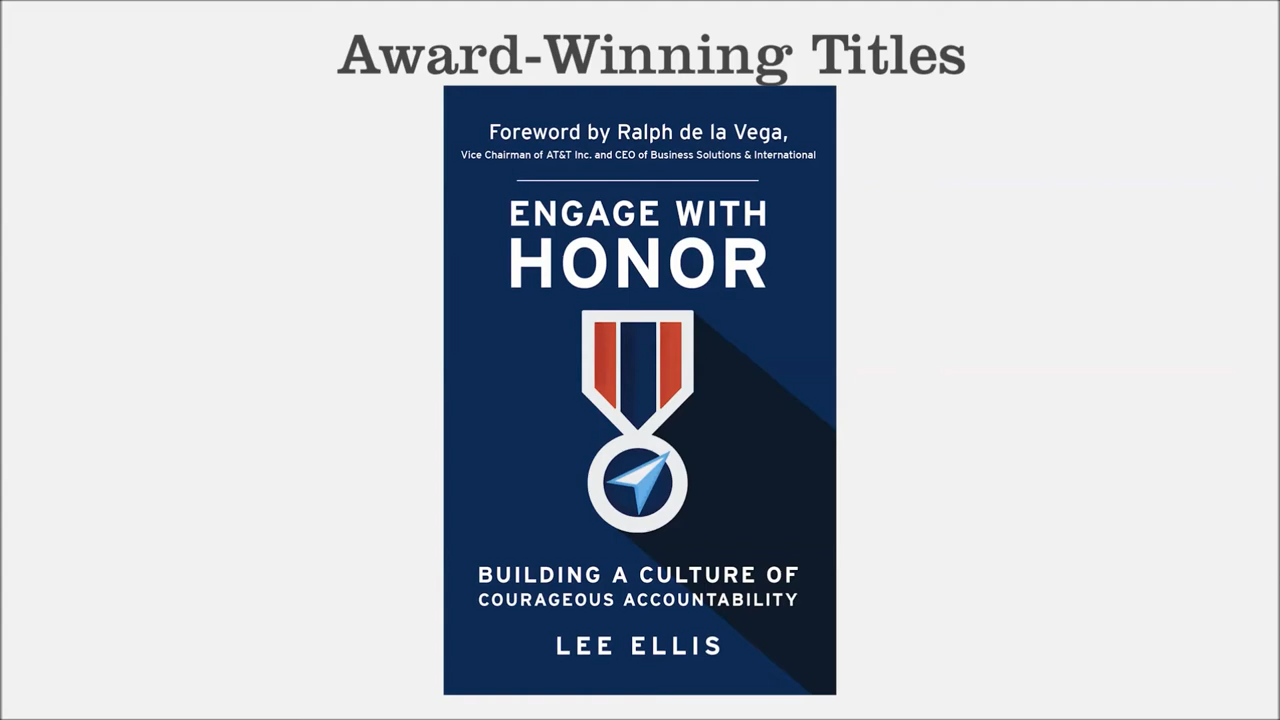 Award-Winning Titles
Foreword by Ralph de la Vega,
Vice Chairman of AT&T Inc. and CEO of Business Solutions & International
ENGAGE WITH
HONOR
BUILDING A CULTURE OF
COURAGEOUS ACCOUNTABILITY
LEE ELLIS